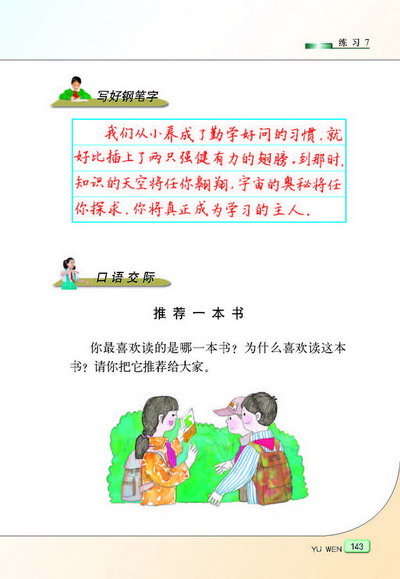 练习7
写好钢笔字
我们从小养成了勤学好问的习惯,就
好比插上了两只强健有力的翅膀。到那时,
知识的天空将任你翱翔,宇宙的奥秘将任
你探求,你将真正成为学习的主人。
口语交际
推荐一本书
你最喜欢读的是哪一本书?为什么喜欢读这本
书?请你把它推荐给大家。
YU WEN 143